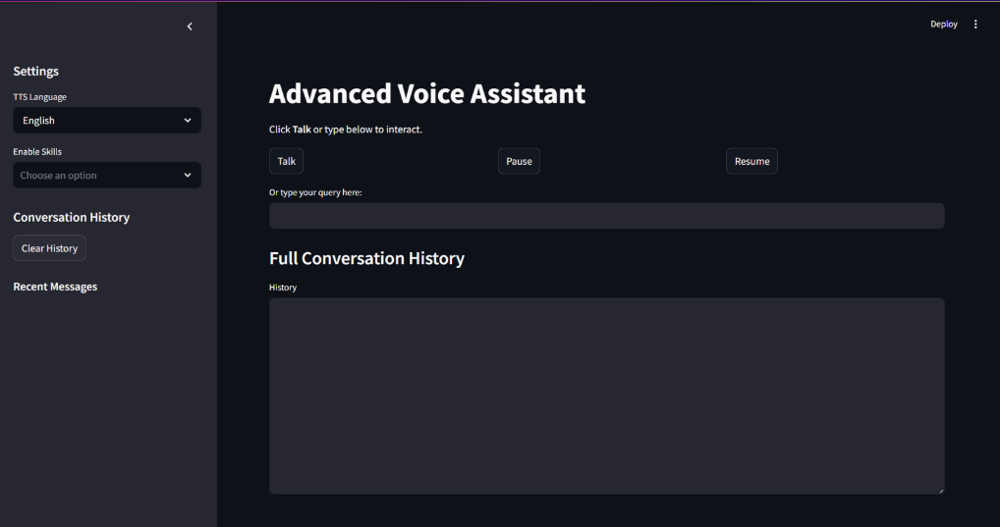 Settings
TTS Language
English
Enable Skills
Choose an option
Conversation History
Clear History
Recent Messages
Deploy
Advanced Voice Assistant
Click Talk or type below to interact.
Talk
Pause
Resume
Or type your query here:
Full Conversation History
History